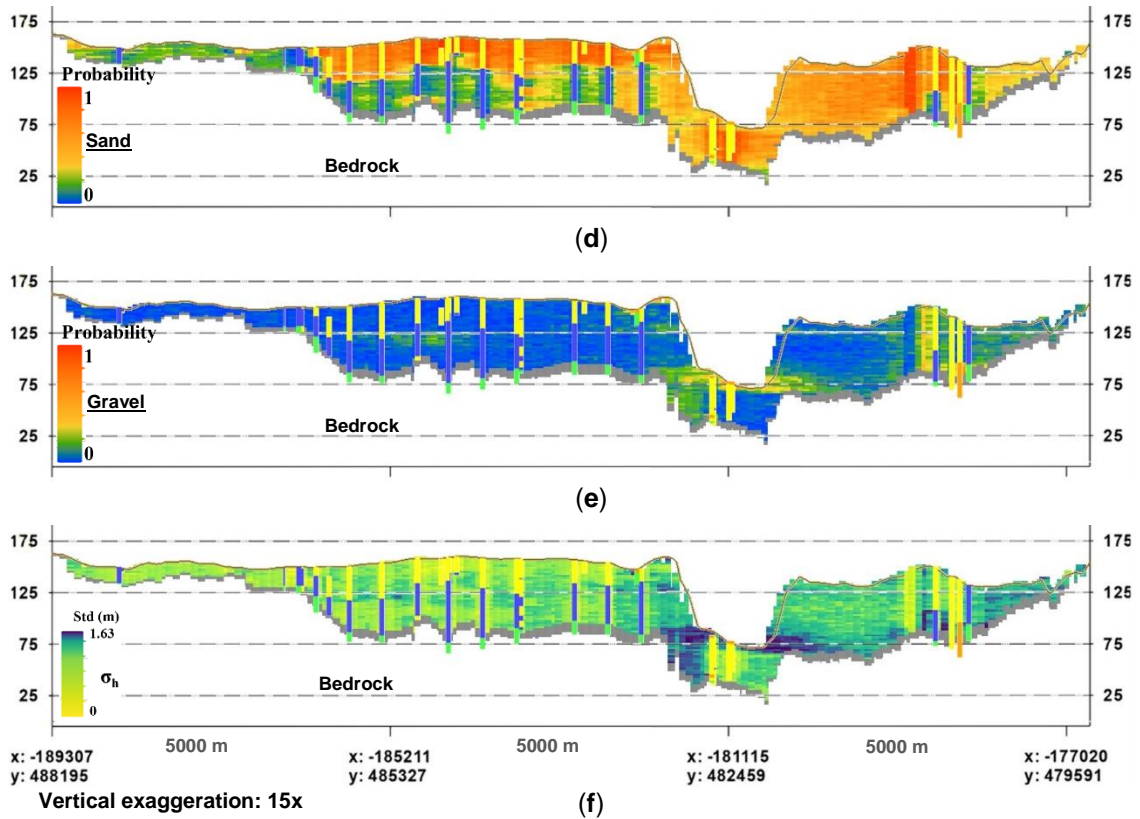 175 175
125 125
Probability
1
Sand
75 75
0
Bedrock
25 25
(d)
175 175
125 125
Probability
1
75 75
Gravel
0
Bedrock
25 25
(e)
175 175
125 125
Std (m)
1.63
75 75
σh
0
Bedrock
25 25
5000 m 5000 m 5000 m
x: -189307 x: -185211 x: -181115 x: -177020
y: 488195 y: 485327 y: 482459 y: 479591
Vertical exaggeration: 15x (f)